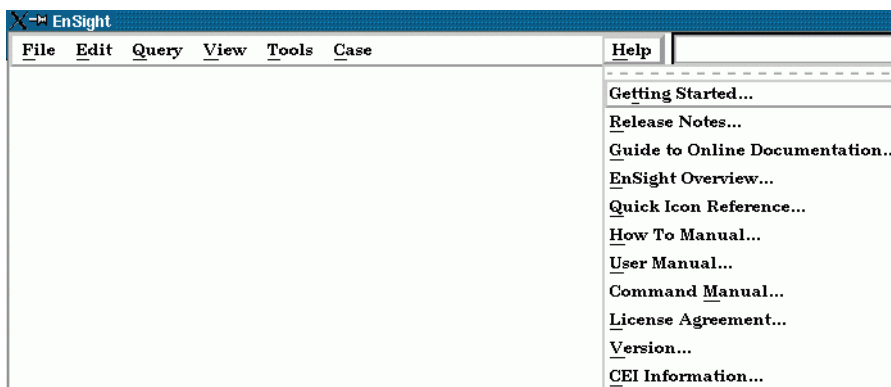 EnSight
File Edit Query View Tools Case Help
Getting Started...
Release Notes...
Guide to Online Documentation..
EnSight Overview...
Quick Icon Reference...
How To Manual...
User Manual...
Command Manual...
License Agreement...
Version...
CEI Information...